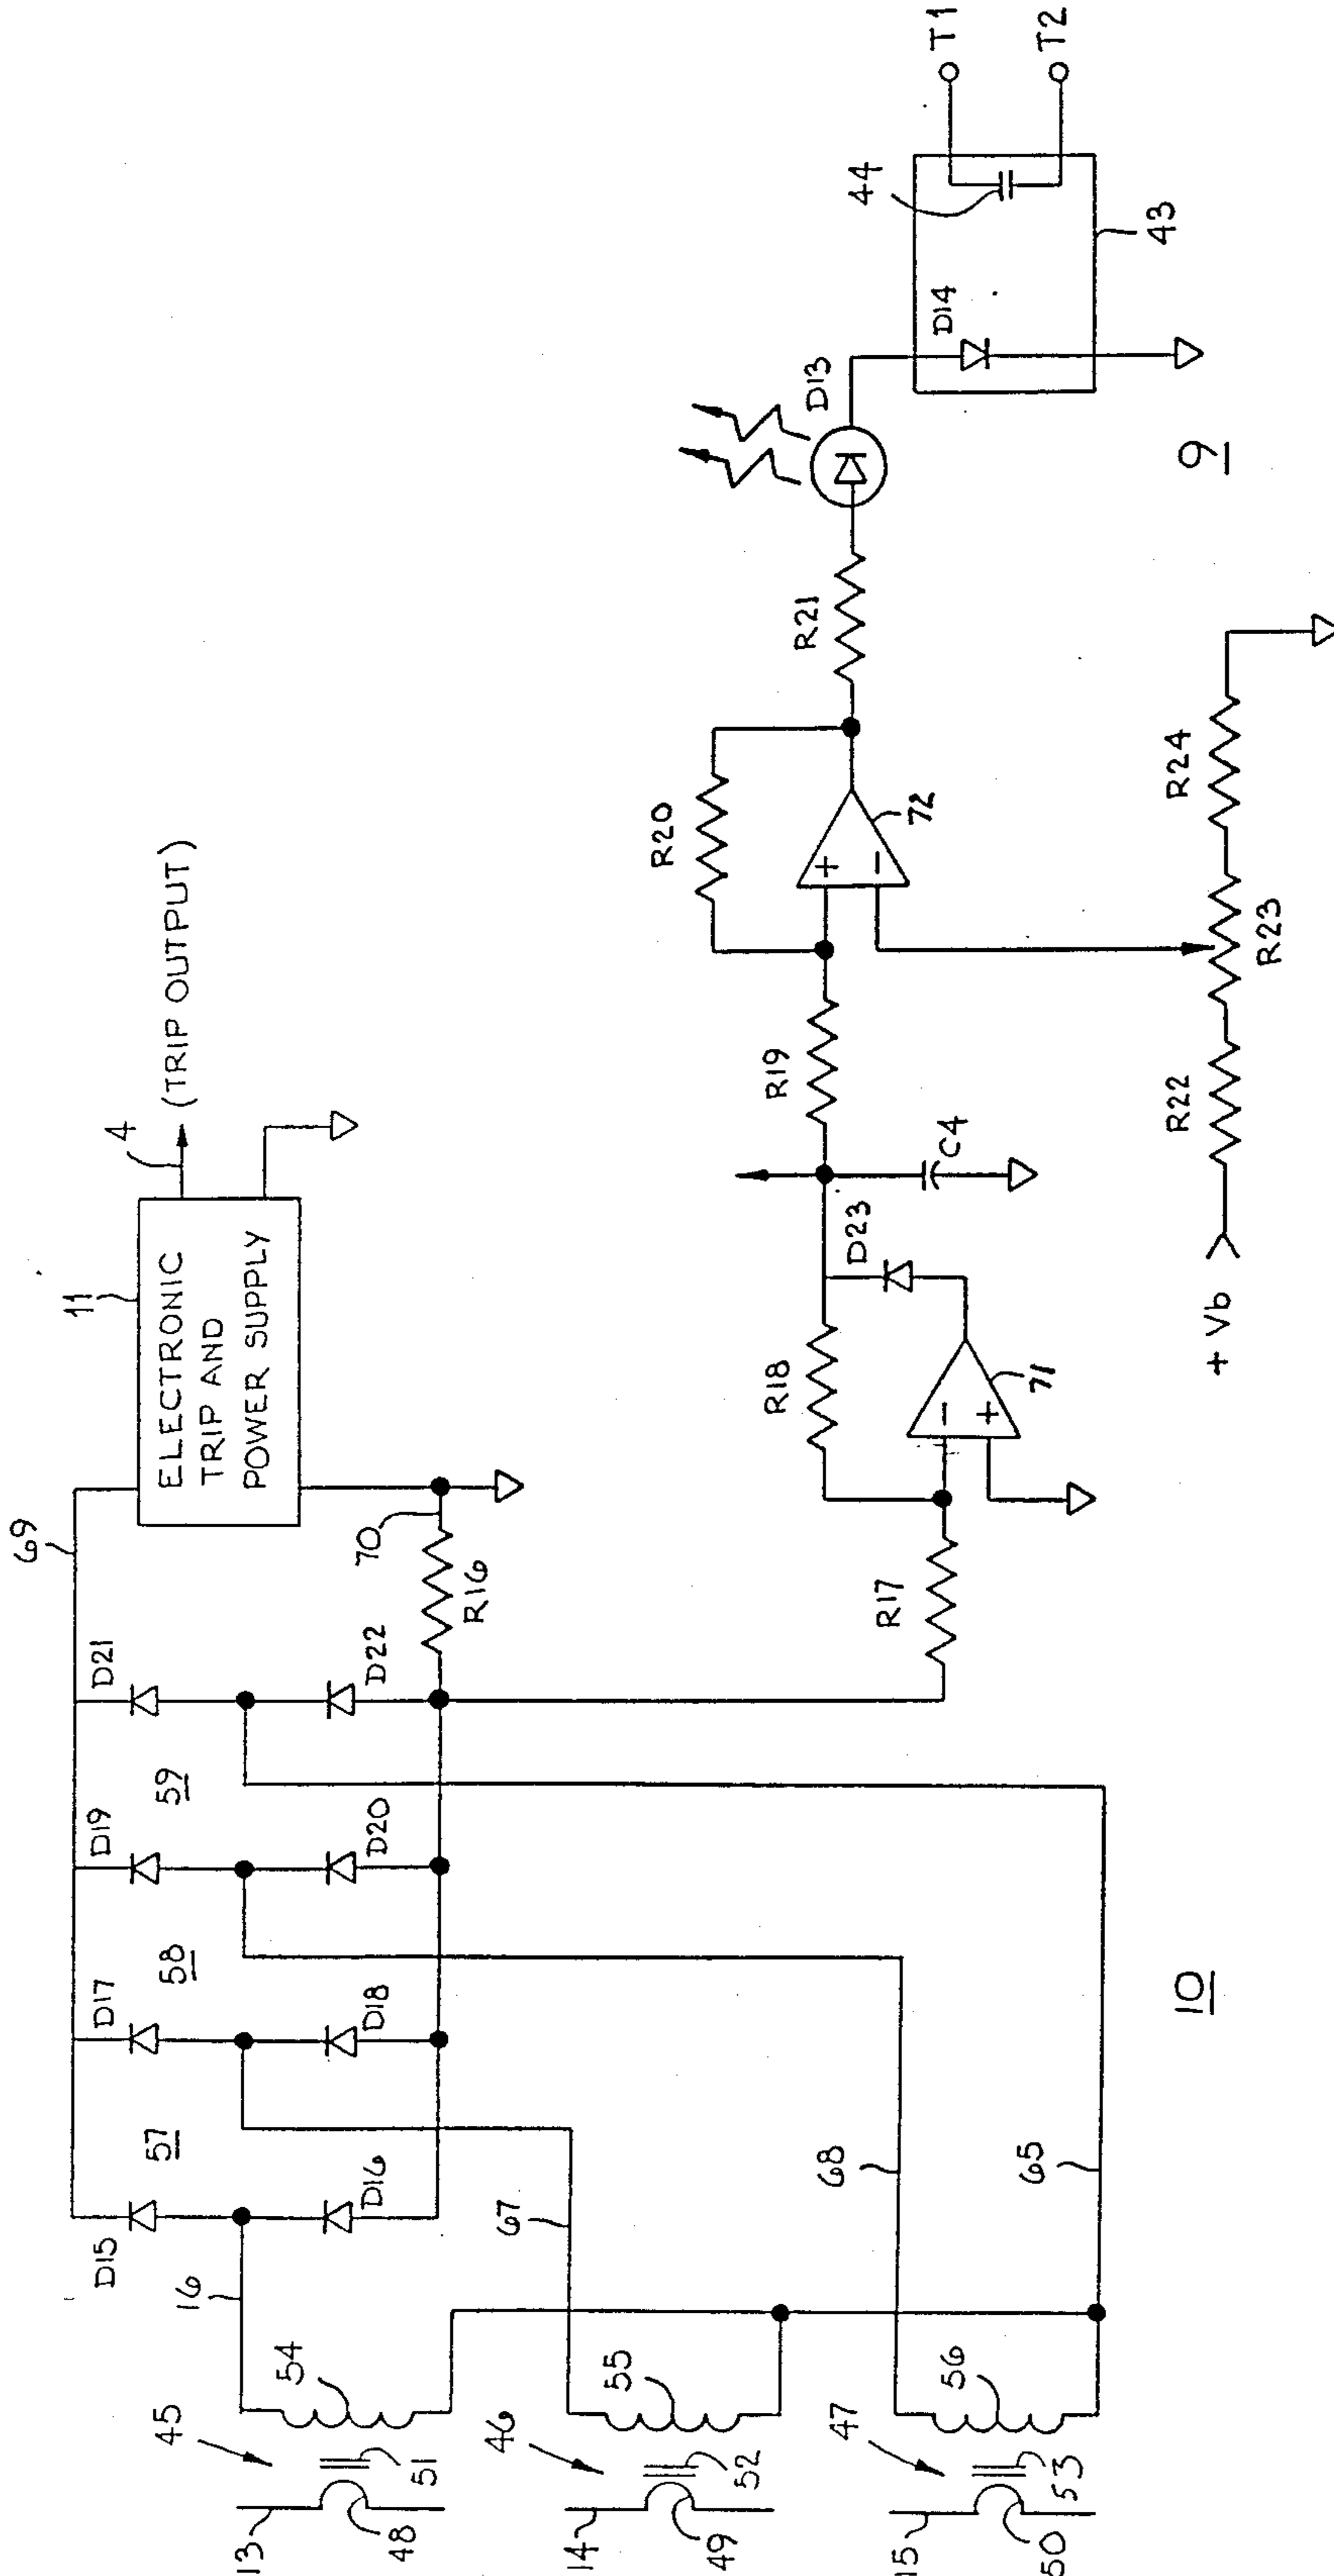 69
11
ELECTRONIC
TRIP AND
POWER SUPPLY
4
(TRIP OUTPUT)
D15
57
D17
58
D19
59
D21
16
D16
D18
D20
D22
70
R16
45
13
48
51
54
46
14
49
52
55
67
47
15
50
53
56
68
65
10
R17
R18
71
D23
C4
R19
R20
72
R21
D13
D14
44
T1
T2
43
+ Vb
R22
R23
R24
9